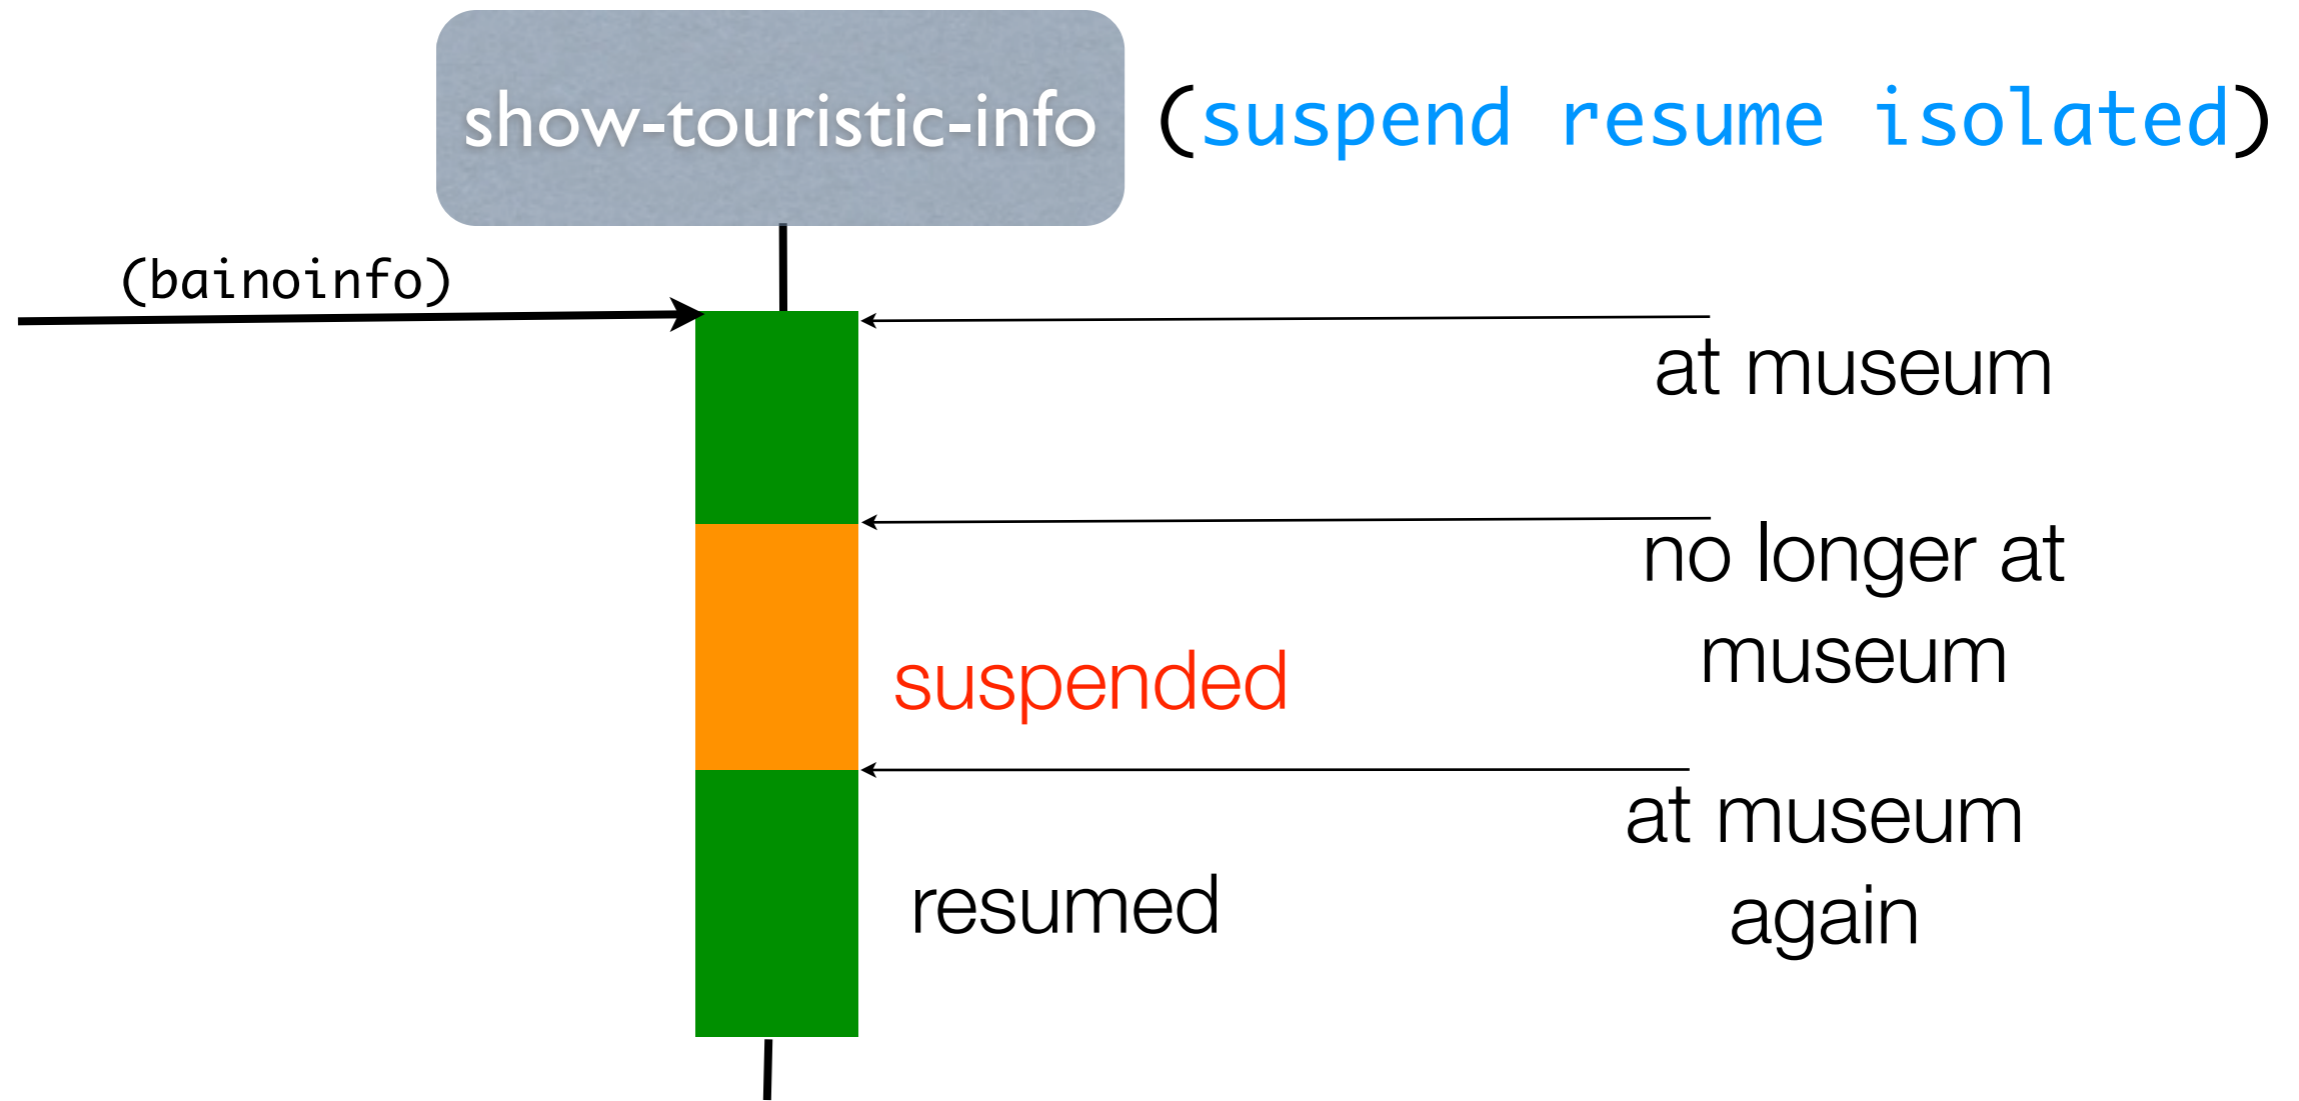 show-touristic-info (suspend resume isolated)
(bainoinfo)
at museum
no longer at
museum
suspended
at museum
again
resumed